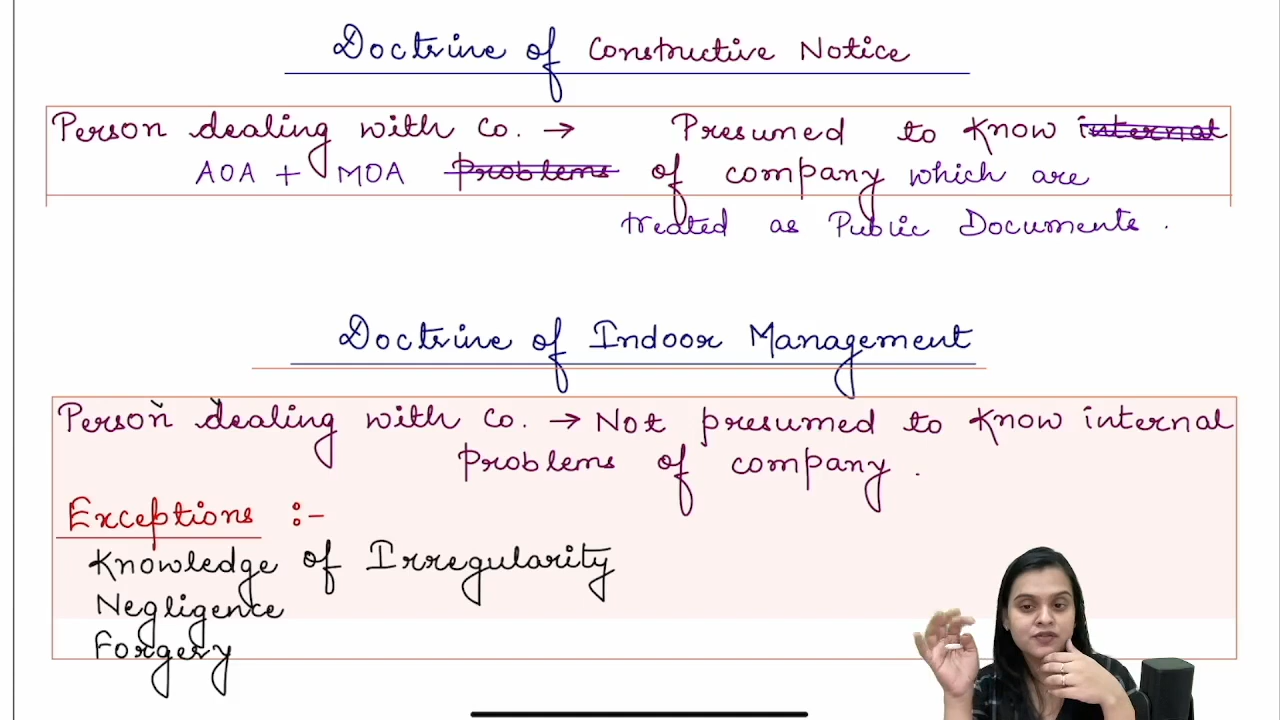 Doctrine of Constructive Notice
Person dealing with Co. → Presumed to know internal
AOA + MOA problems of company which are
treated as Public Documents.
Doctrine of Indoor Management
Person dealing with Co. → Not presumed to know internal
problems of company.
Exceptions :-
Knowledge of Irregularity
Negligence
Forgery